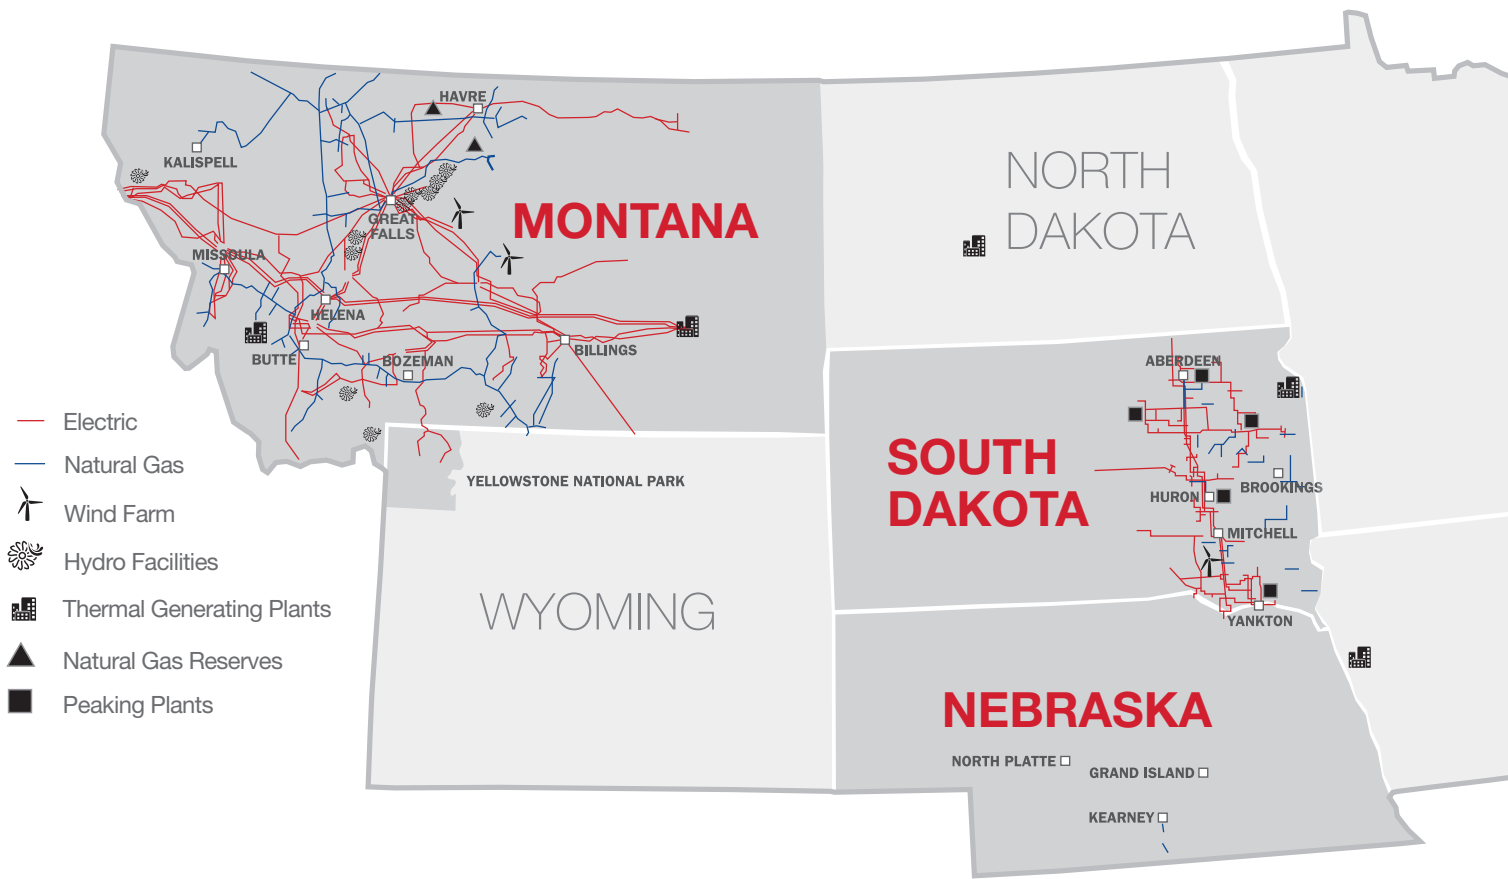 HAVRE
KALISPELL
NORTH
DAKOTA
MONTANA
GREAT
FALLS
MISSOULA
HELENA
BUTTE
BOZEMAN
BILLINGS
ABERDEEN
Electric
Natural Gas
Wind Farm
Hydro Facilities
Thermal Generating Plants
Natural Gas Reserves
Peaking Plants
YELLOWSTONE NATIONAL PARK
SOUTH
DAKOTA
HURON
BROOKINGS
MITCHELL
WYOMING
YANKTON
NEBRASKA
NORTH PLATTE
GRAND ISLAND
KEARNEY